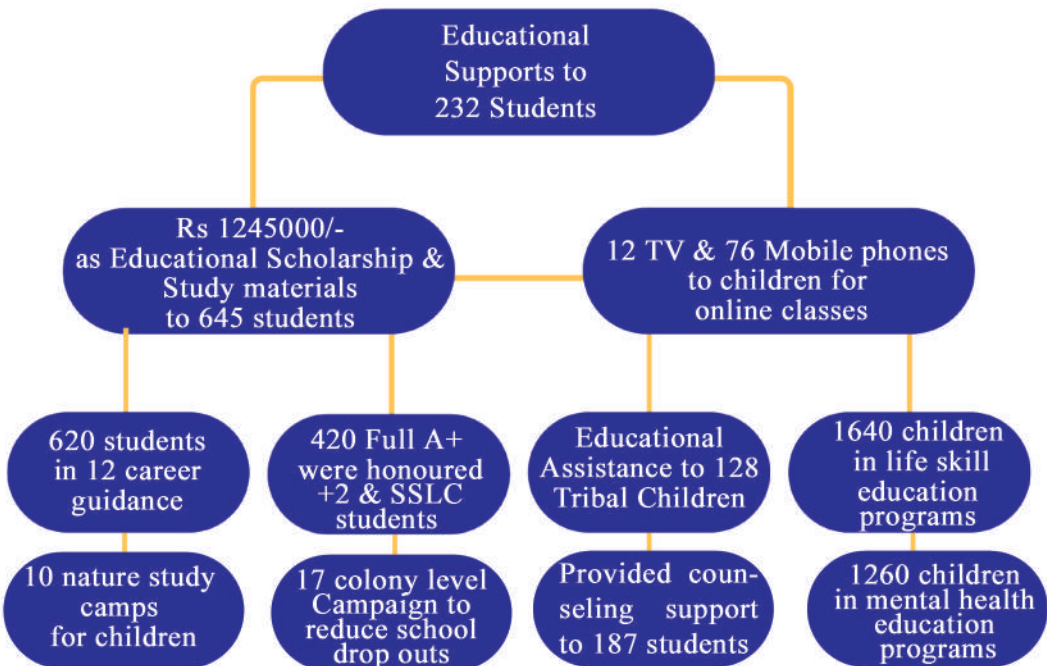 Educational
Supports to
232 Students
Rs 1245000/-
as Educational Scholarship &
Study materials
to 645 students
12 TV & 76 Mobile phones
to children for
online classes
620 students
in 12 career
guidance
420 Full A+
were honoured
+2 & SSLC
students
Educational
Assistance to 128
Tribal Children
1640 children
in life skill
education
programs
10 nature study
camps
for children
17 colony level
Campaign to
reduce school
drop outs
Provided coun-
seling support
to 187 students
1260 children
in mental health
education
programs